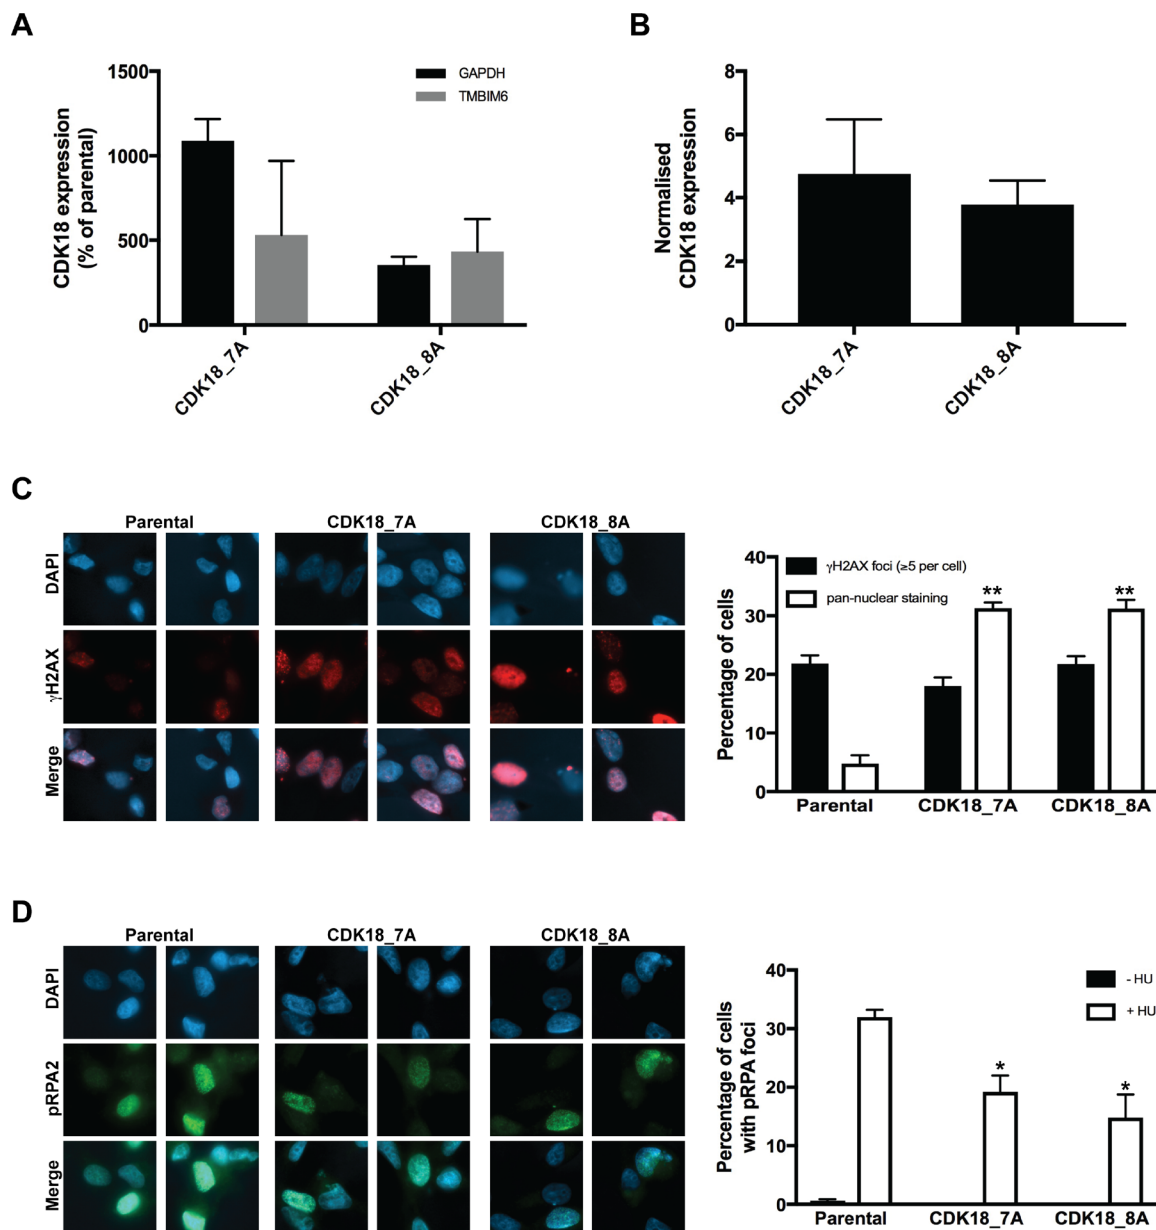 A
1500
1000
500
0
CDK18 expression
(% of parental)
GAPDH
TMBIM6
CDK18_7A
CDK18_8A
B
8
6
4
2
0
Normalised
CDK18 expression
CDK18_7A
CDK18_8A
C
Parental
CDK18_7A
CDK18_8A
DAPI
γH2AX
Merge
40
30
20
10
0
Percentage of cells
γH2AX foci (≥5 per cell)
pan-nuclear staining
**
**
Parental
CDK18_7A
CDK18_8A
D
Parental
CDK18_7A
CDK18_8A
DAPI
pRPA2
Merge
40
30
20
10
0
Percentage of cells
with pRPA foci
- HU
+ HU
*
*
Parental
CDK18_7A
CDK18_8A